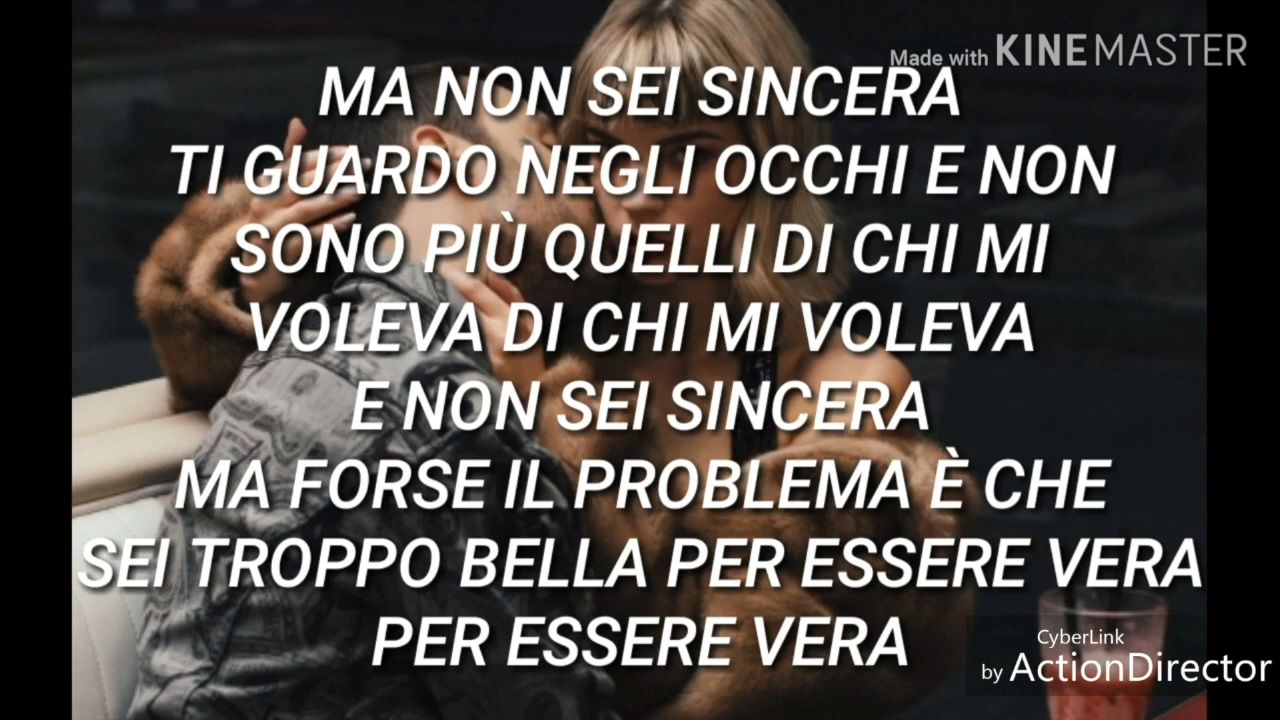 Made with KINEMASTER
MA NON SEI SINCERA
TI GUARDO NEGLI OCCHI E NON
SONO PIÙ QUELLI DI CHI MI
VOLEVA DI CHI MI VOLEVA
E NON SEI SINCERA
MA FORSE IL PROBLEMA È CHE
SEI TROPPO BELLA PER ESSERE VERA
PER ESSERE VERA
CyberLink
by ActionDirector